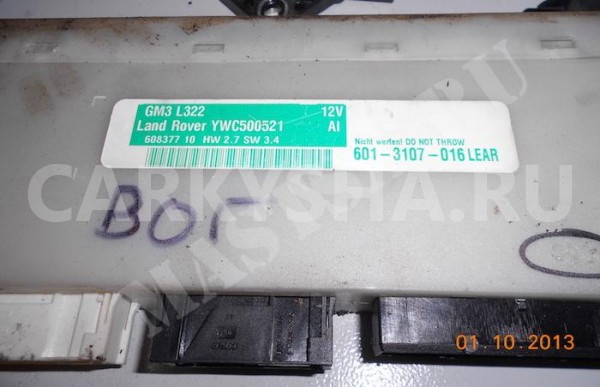 GM3 L322 12V
Land Rover YWC500521 AI
608377 10 HW 2.7 SW 3.4
Nicht werfen! DO NOT THROW
601-3107-016 LEAR
CARKYSHA.RU
ВОГ
01.10.2013